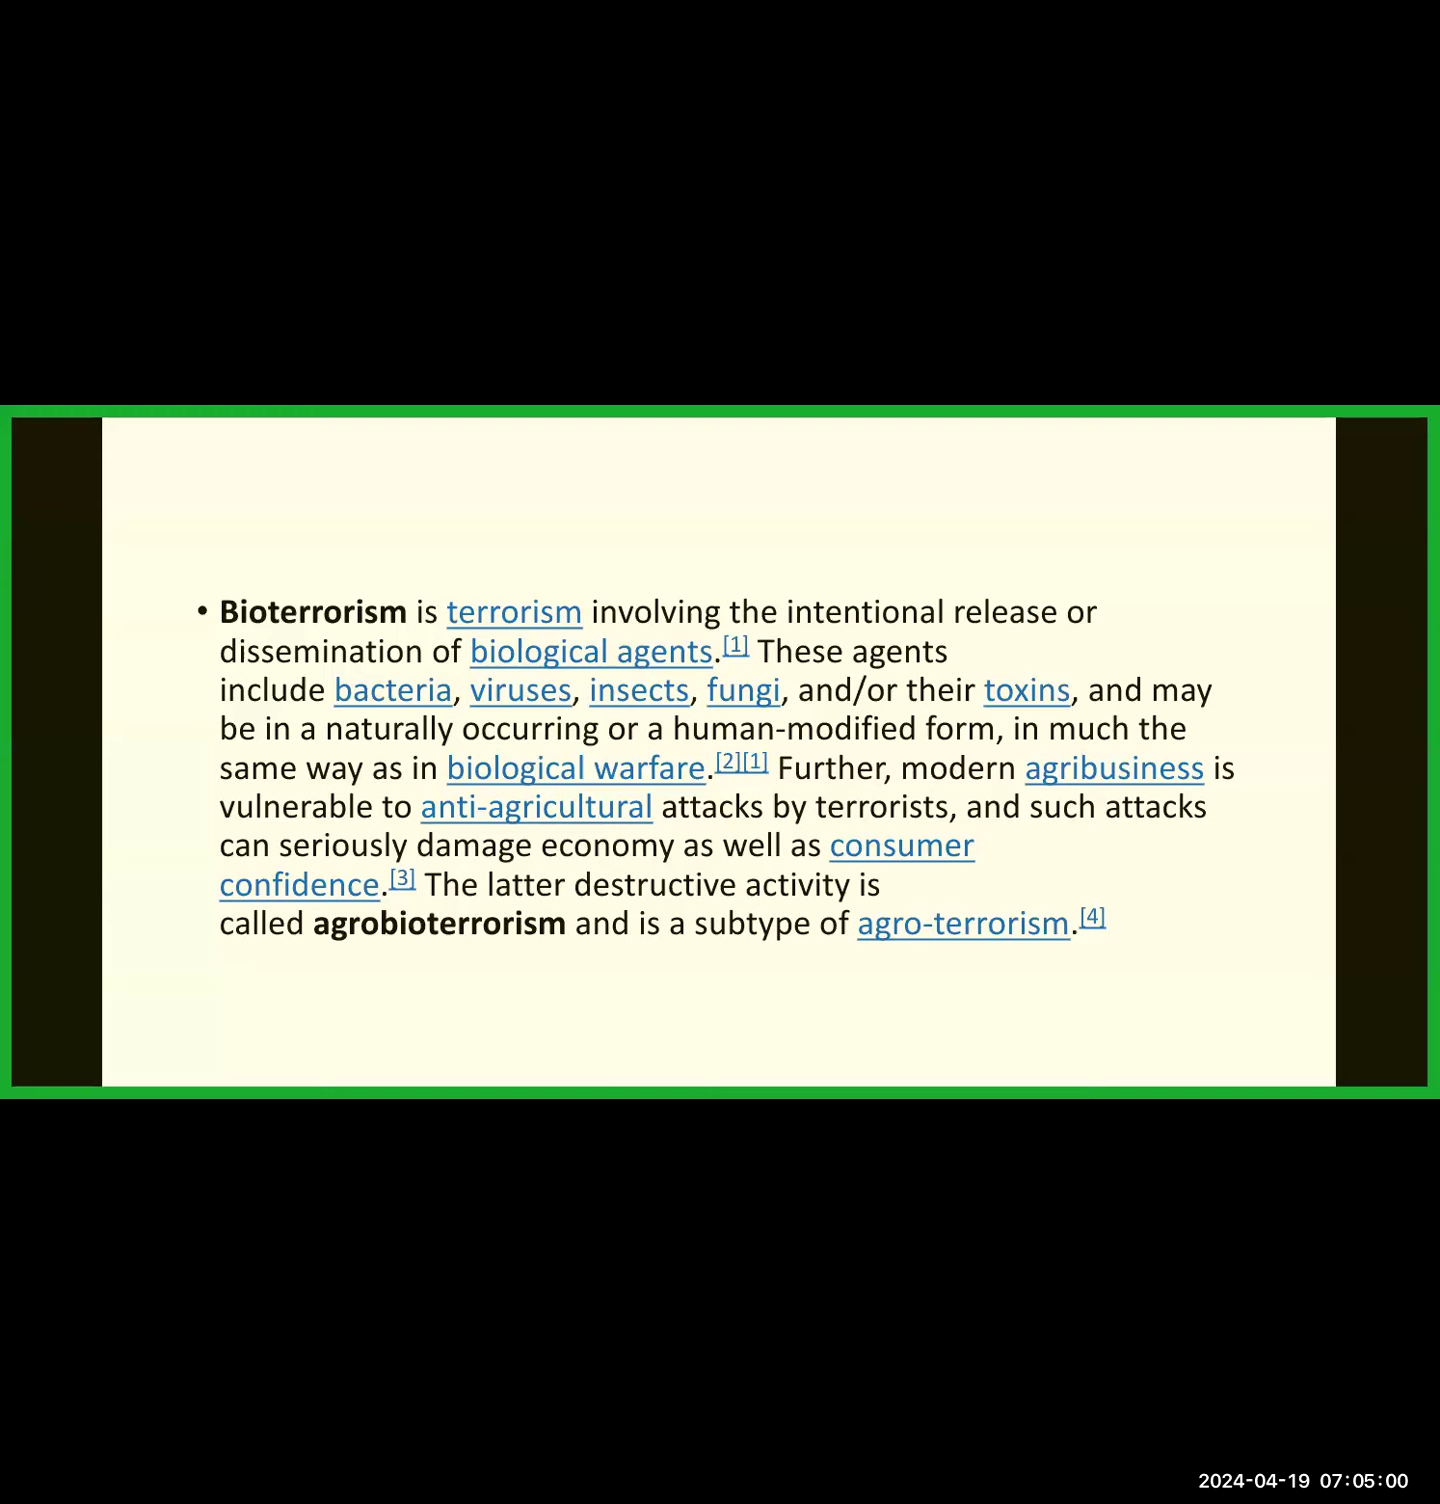 • Bioterrorism is terrorism involving the intentional release or
dissemination of biological agents.[1] These agents
include bacteria, viruses, insects, fungi, and/or their toxins, and may
be in a naturally occurring or a human-modified form, in much the
same way as in biological warfare.[2][1] Further, modern agribusiness is
vulnerable to anti-agricultural attacks by terrorists, and such attacks
can seriously damage economy as well as consumer
confidence.[3] The latter destructive activity is
called agrobioterrorism and is a subtype of agro-terrorism.[4]
2024-04-19 07:05:00